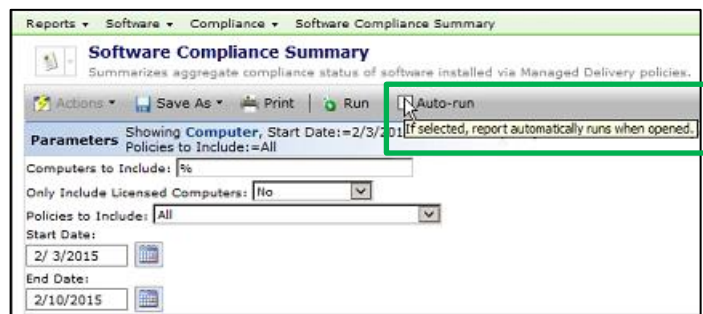 Reports Software Compliance Software Compliance Summary
Software Compliance Summary
Summarizes aggregate compliance status of software installed via Managed Delivery policies.
Actions Save As Print Run Auto-run
Parameters Showing Computer, Start Date:=2/3/201
Policies to Include:=All
If selected, report automatically runs when opened.
Computers to Include: %
Only Include Licensed Computers: No
Policies to Include: All
Start Date:
2/ 3/2015
End Date:
2/10/2015